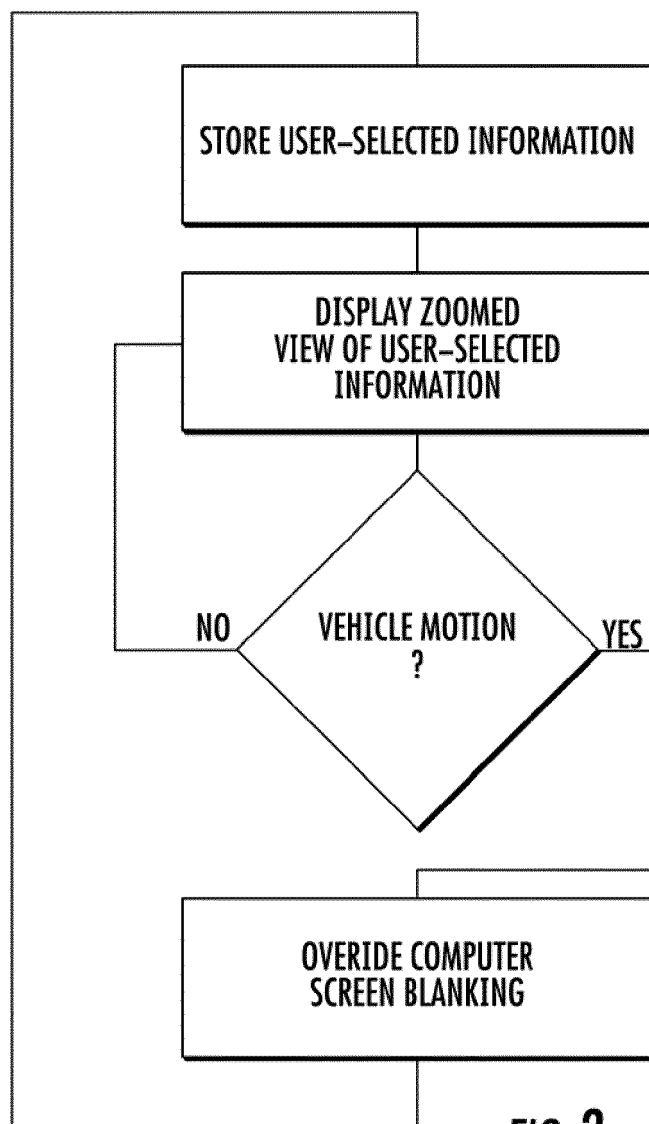 STORE USER–SELECTED INFORMATION
DISPLAY ZOOMED
VIEW OF USER–SELECTED
INFORMATION
NO
VEHICLE MOTION
?
YES
OVERIDE COMPUTER
SCREEN BLANKING